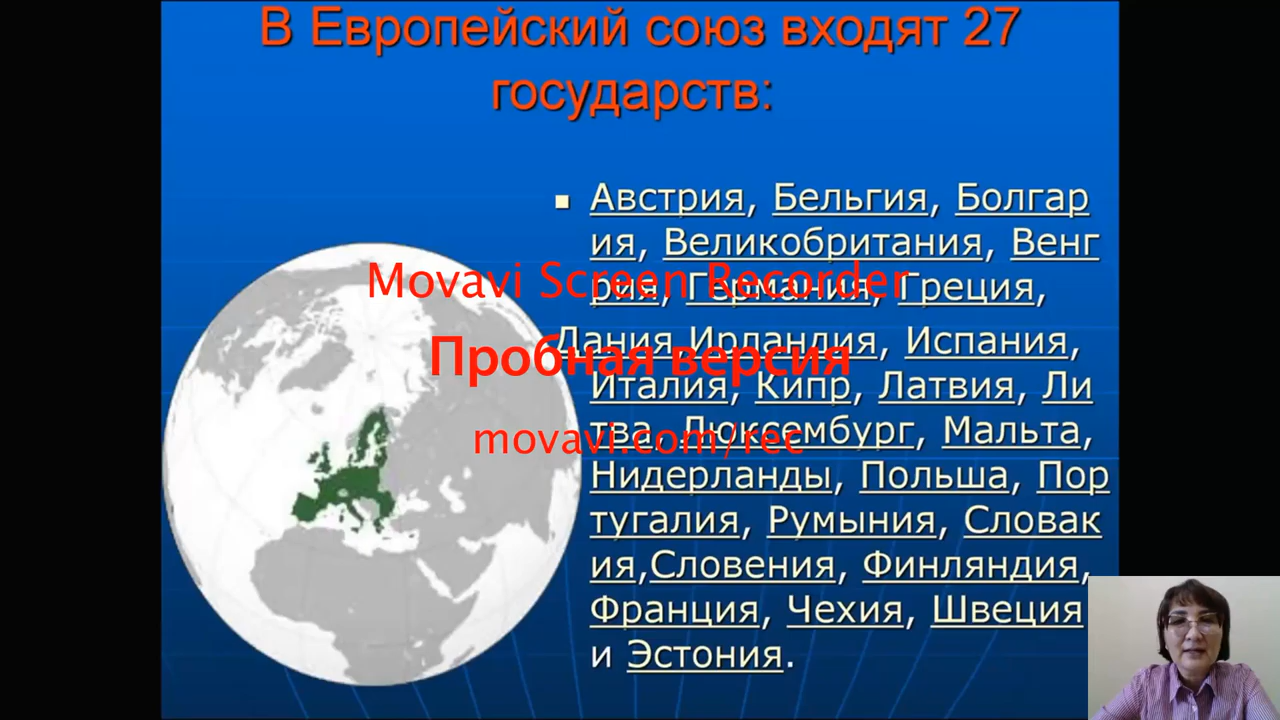 В Европейский союз входят 27
государств:
Австрия, Бельгия, Болгар
ия, Великобритания, Венг
рия, Германия, Греция,
Дания,Ирландия, Испания,
Италия, Кипр, Латвия, Ли
тва, Люксембург, Мальта,
Нидерланды, Польша, Пор
тугалия, Румыния, Словак
ия,Словения, Финляндия,
Франция, Чехия, Швеция
и Эстония.
Movavi Screen Recorder
Пробная версия
movavi.com/rec